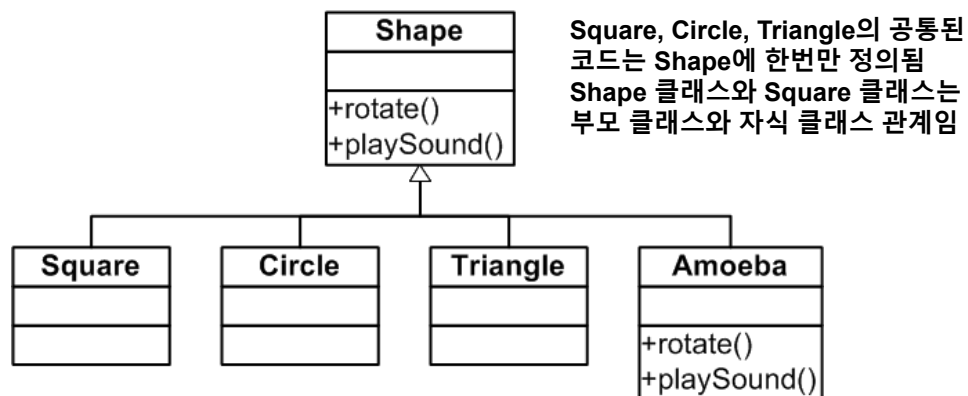 Shape
+rotate()
+playSound()
Square, Circle, Triangle의 공통된
코드는 Shape에 한번만 정의됨
Shape 클래스와 Square 클래스는
부모 클래스와 자식 클래스 관계임
Square
Circle
Triangle
Amoeba
+rotate()
+playSound()